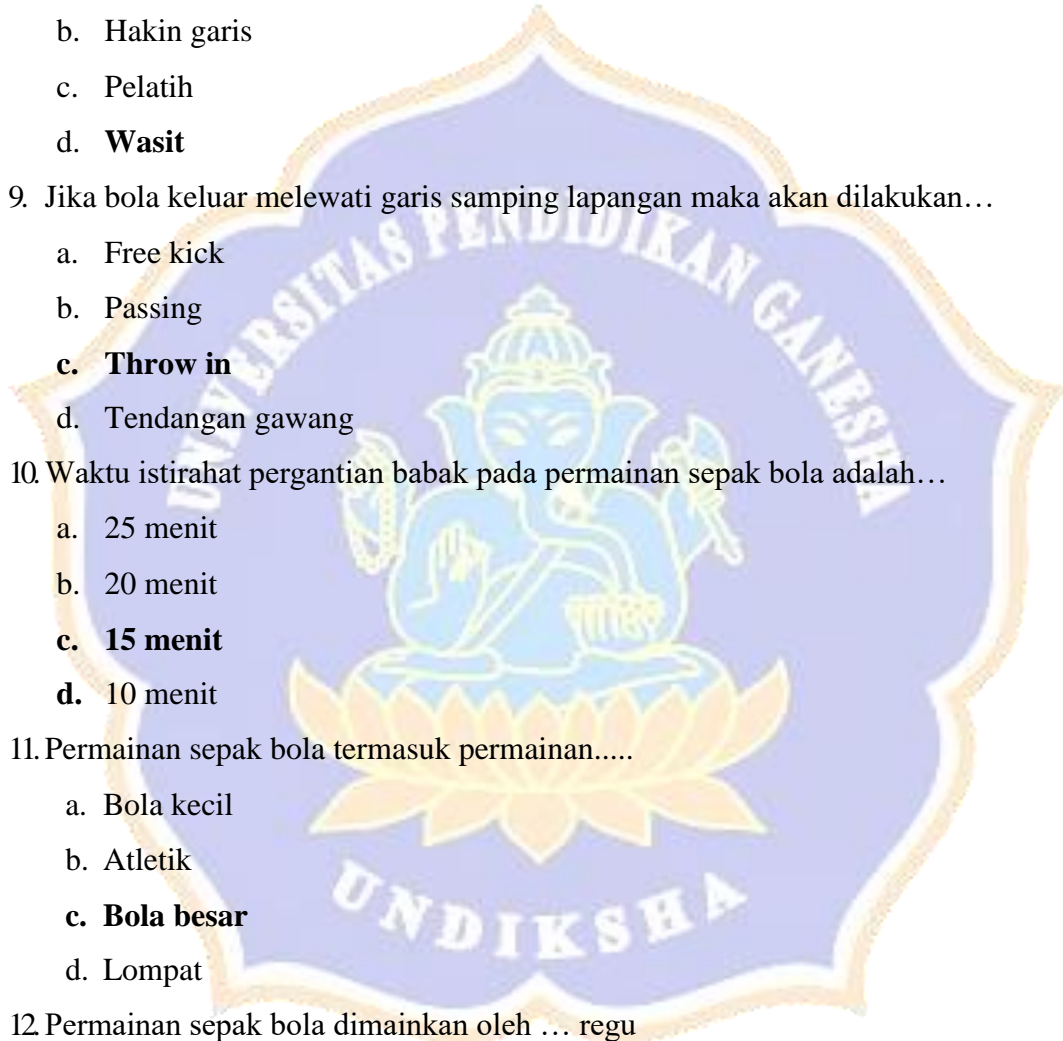 b. Hakin garis
c. Pelatih
d. Wasit
9. Jika bola keluar melewati garis samping lapangan maka akan dilakukan…
a. Free kick
b. Passing
c. Throw in
d. Tendangan gawang
10. Waktu istirahat pergantian babak pada permainan sepak bola adalah…
a. 25 menit
b. 20 menit
c. 15 menit
d. 10 menit
11. Permainan sepak bola termasuk permainan.....
a. Bola kecil
b. Atletik
c. Bola besar
d. Lompat
12. Permainan sepak bola dimainkan oleh … regu
UNIVERSITAS PENDIDIKAN GANESHA
UNDIKSHA